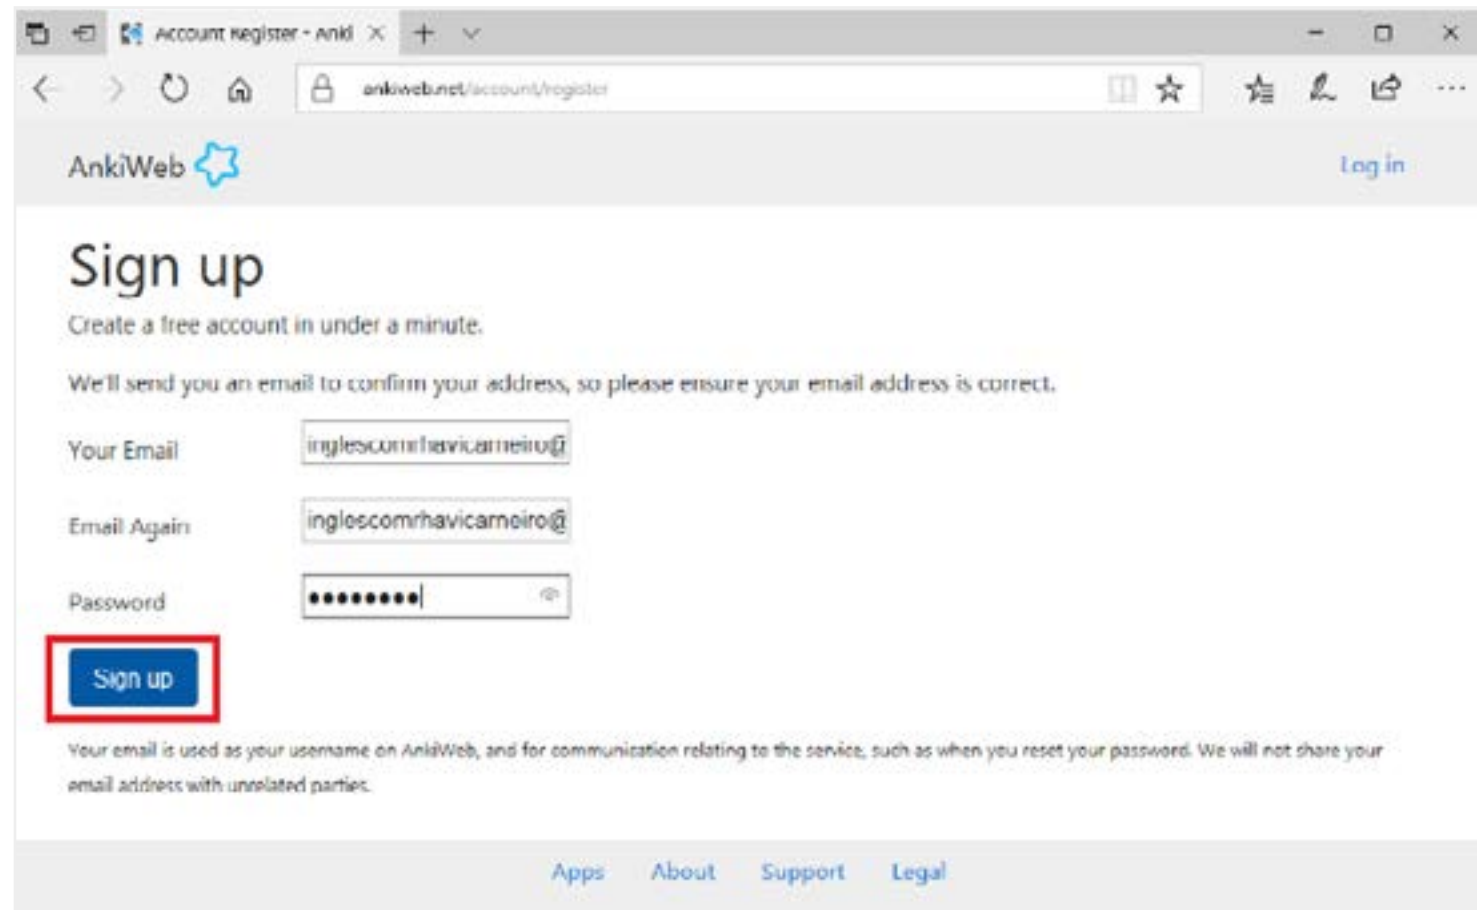 Account Register - Anki
ankiweb.net/account/register
AnkiWeb
Log in
Sign up
Create a free account in under a minute.
We'll send you an email to confirm your address, so please ensure your email address is correct.
Your Email inglescomrhavicarneiro@
Email Again inglescomrhavicarneiro@
Password ••••••••
Sign up
Your email is used as your username on AnkiWeb, and for communication relating to the service, such as when you reset your password. We will not share your
email address with unrelated parties.
Apps About Support Legal